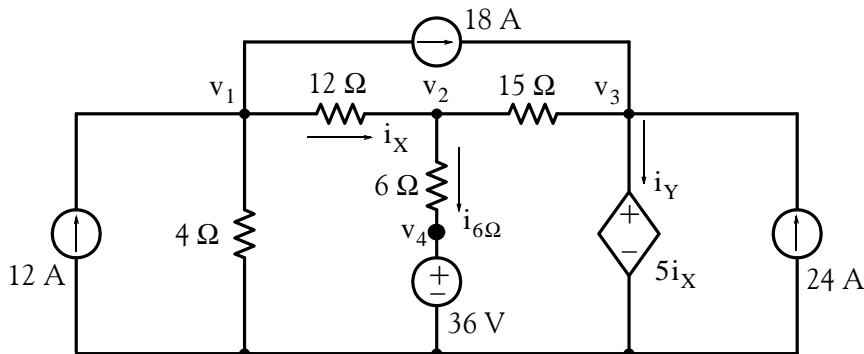 18 A
v1 12 Ω v2 15 Ω v3
iX
6 Ω iY
4 Ω v4 i6Ω + −
12 A + − 5iX 24 A
36 V